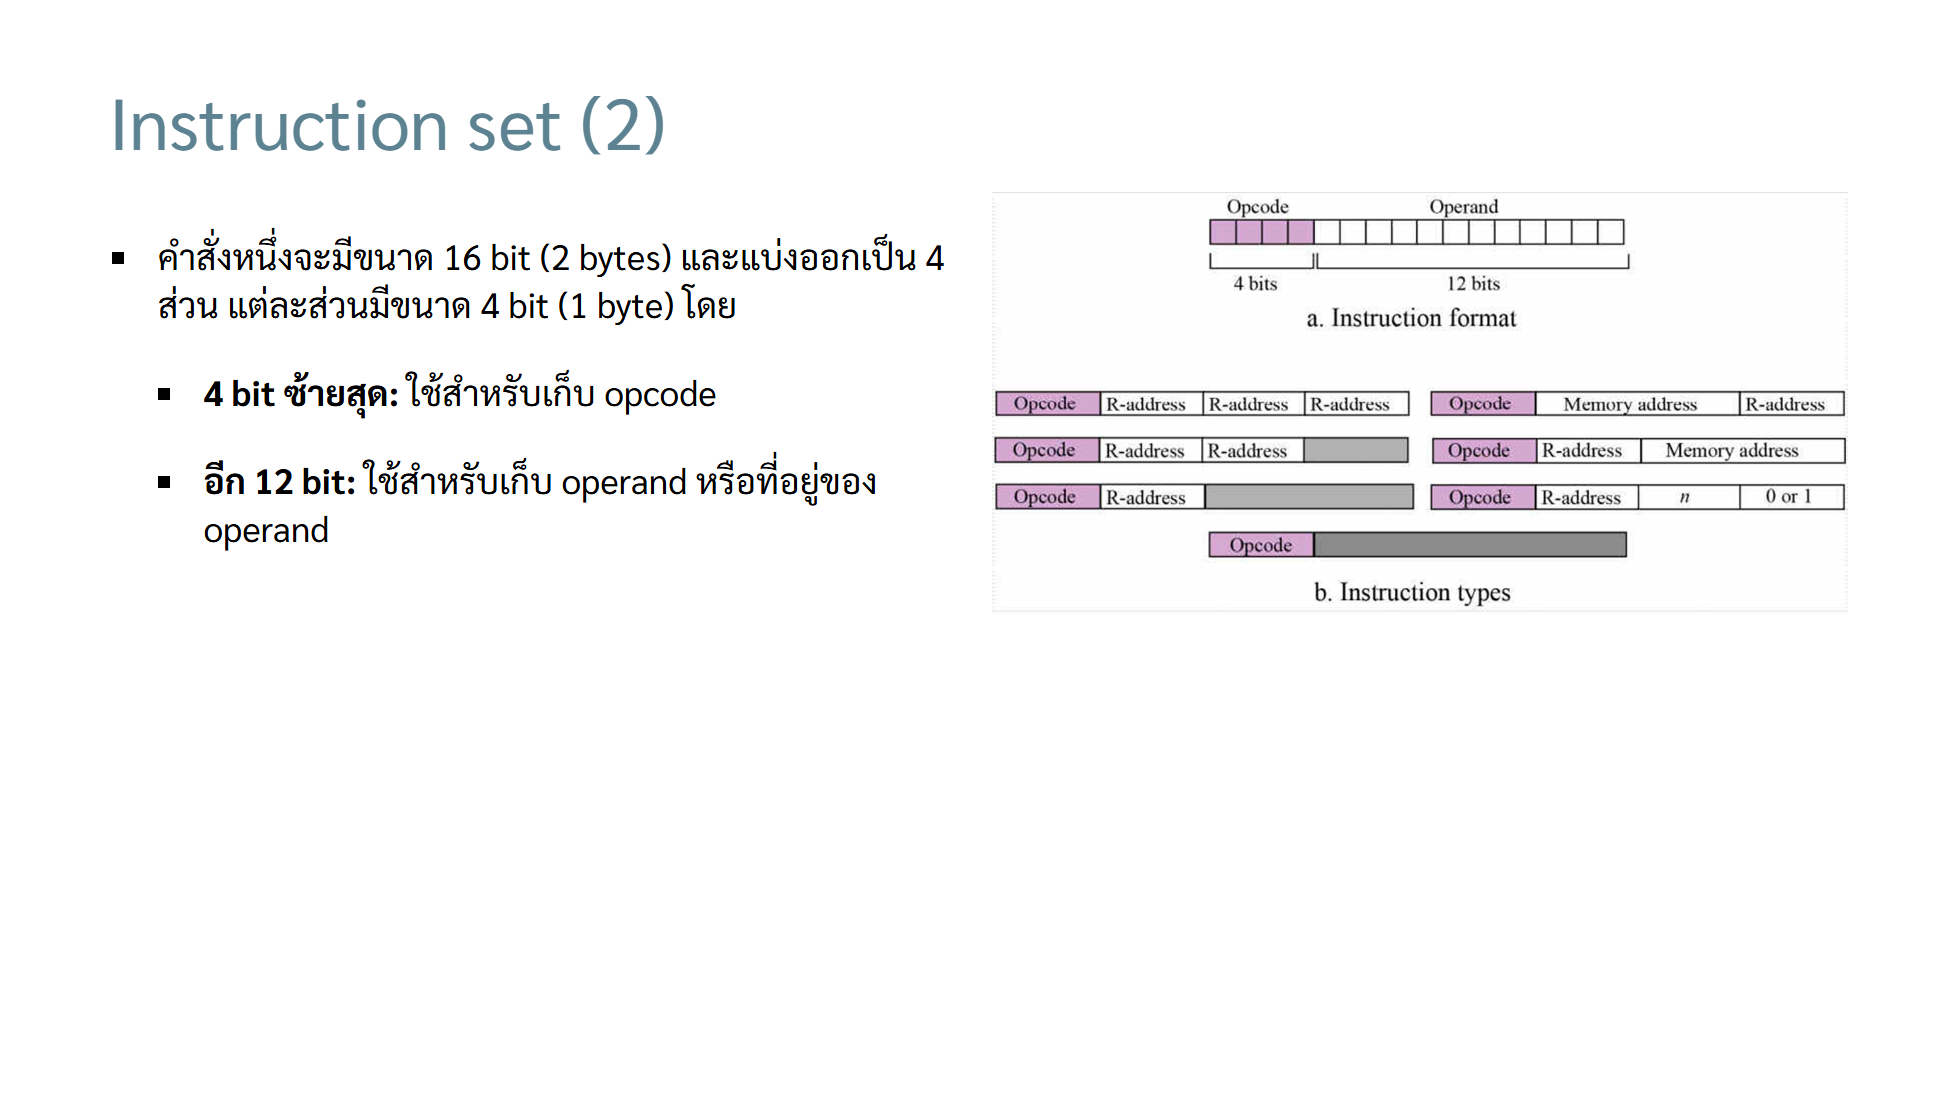 Instruction set (2)
คำสั่งหนึ่งจะมีขนาด 16 bit (2 bytes) และแบ่งออกเป็น 4
ส่วน แต่ละส่วนมีขนาด 4 bit (1 byte) โดย
4 bit ซ้ายสุด: ใช้สำหรับเก็บ opcode
อีก 12 bit: ใช้สำหรับเก็บ operand หรือที่อยู่ของ
operand
Opcode Operand
4 bits 12 bits
a. Instruction format
Opcode R-address R-address R-address Opcode Memory address R-address
Opcode R-address R-address Opcode R-address Memory address
Opcode R-address Opcode R-address n 0 or 1
Opcode
b. Instruction types